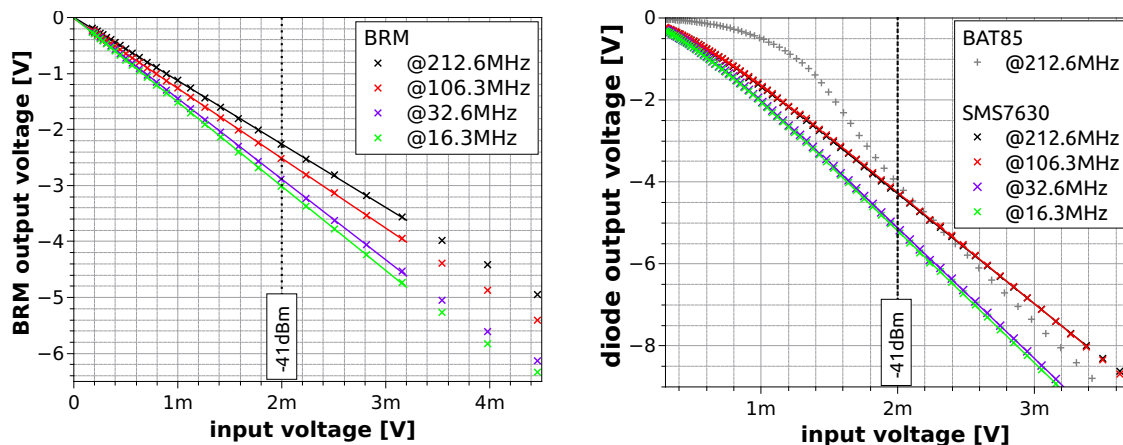 BRM output voltage [V]
0
−1
−2
−3
−4
−5
−6
BRM
@212.6MHz
@106.3MHz
@32.6MHz
@16.3MHz
-41dBm
0
1m
2m
3m
4m
input voltage [V]
diode output voltage [V]
0
−2
−4
−6
−8
BAT85
@212.6MHz
SMS7630
@212.6MHz
@106.3MHz
@32.6MHz
@16.3MHz
-41dBm
1m
2m
3m
input voltage [V]